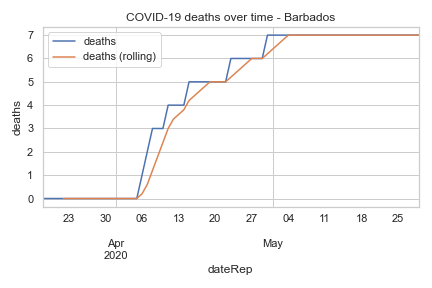 COVID-19 deaths over time - Barbados
deaths
deaths (rolling)
7
6
5
4
3
2
1
0
deaths
23 30 06 13 20 27 04 11 18 25
Apr May
2020
dateRep